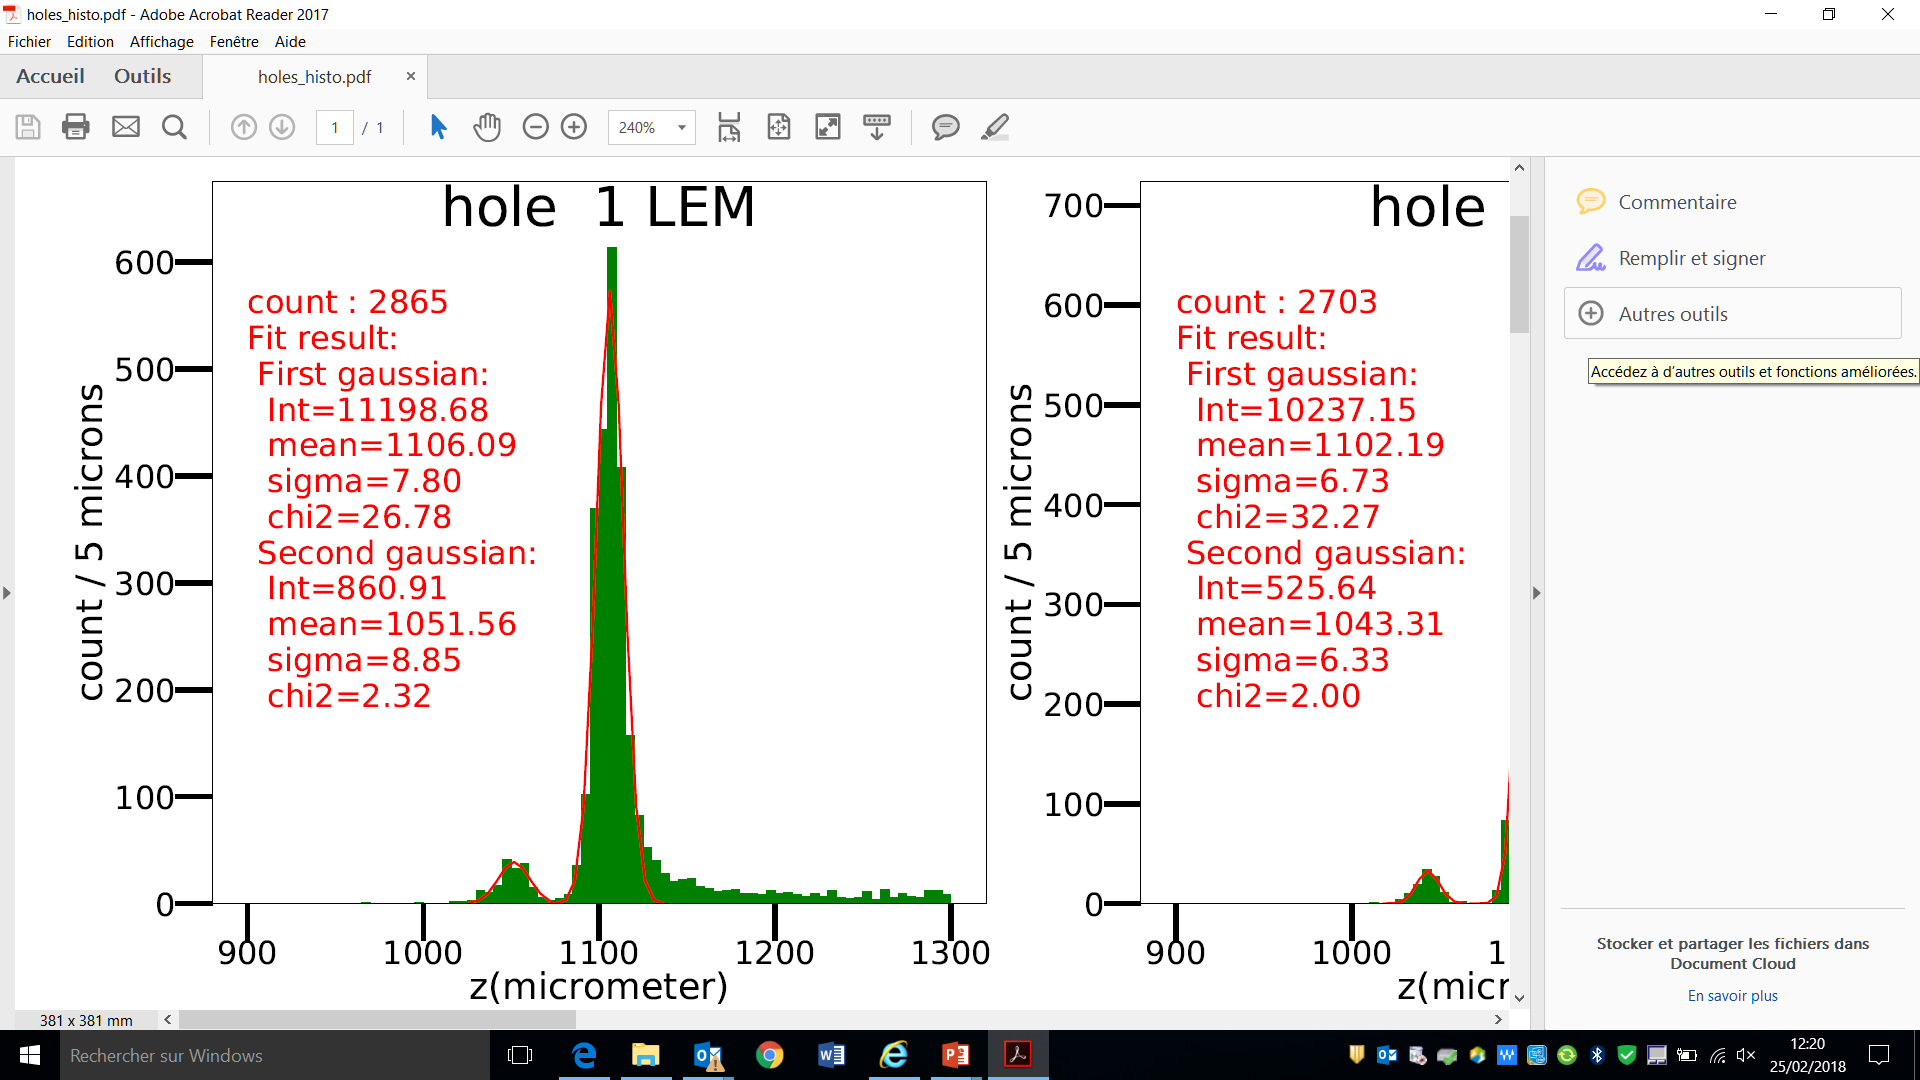 holes_histo.pdf - Adobe Acrobat Reader 2017
Fichier Edition Affichage Fenêtre Aide
Accueil Outils holes_histo.pdf ×
1 / 1 240%
hole 1 LEM
600
500
400
300
200
100
0
count / 5 microns
count : 2865
Fit result:
First gaussian:
Int=11198.68
mean=1106.09
sigma=7.80
chi2=26.78
Second gaussian:
Int=860.91
mean=1051.56
sigma=8.85
chi2=2.32
900 1000 1100 1200 1300
z(micrometer)
hole
700
600
500
400
300
200
100
0
count / 5 microns
count : 2703
Fit result:
First gaussian:
Int=10237.15
mean=1102.19
sigma=6.73
chi2=32.27
Second gaussian:
Int=525.64
mean=1043.31
sigma=6.33
chi2=2.00
900 1000 1
z(micr
Commentaire
Remplir et signer
Autres outils
Accédez à d'autres outils et fonctions améliorées.
Stocker et partager les fichiers dans
Document Cloud
En savoir plus
381 x 381 mm
Rechercher sur Windows
12:20
25/02/2018